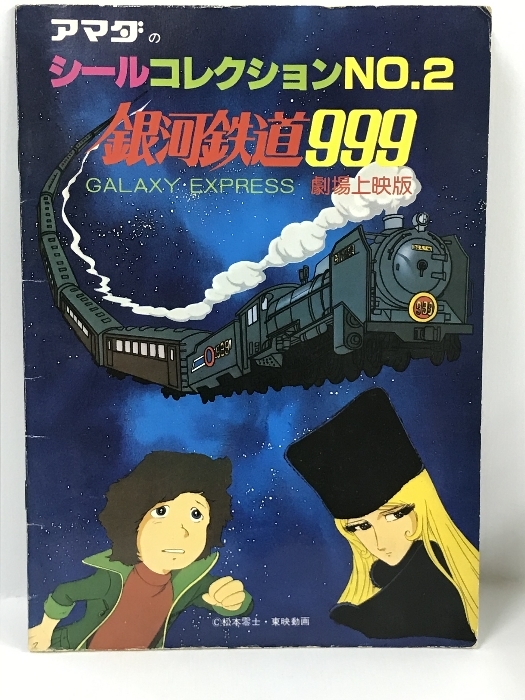 アマダの
シールコレクションNO.2
銀河鉄道999
GALAXY EXPRESS 劇場上映版
999
©松本零士・東映動画